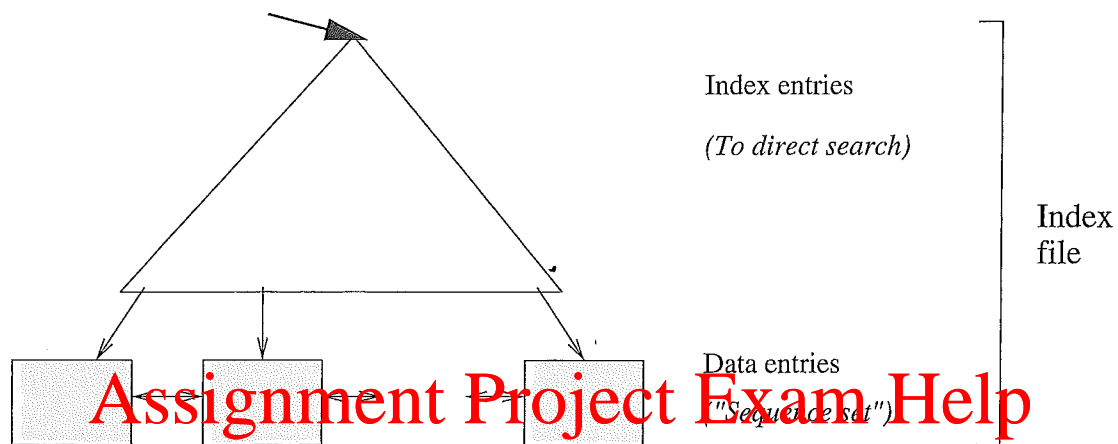 Index entries
(To direct search)
Index
file
Data entries
("Sequence set")
Assignment Project Exam Help